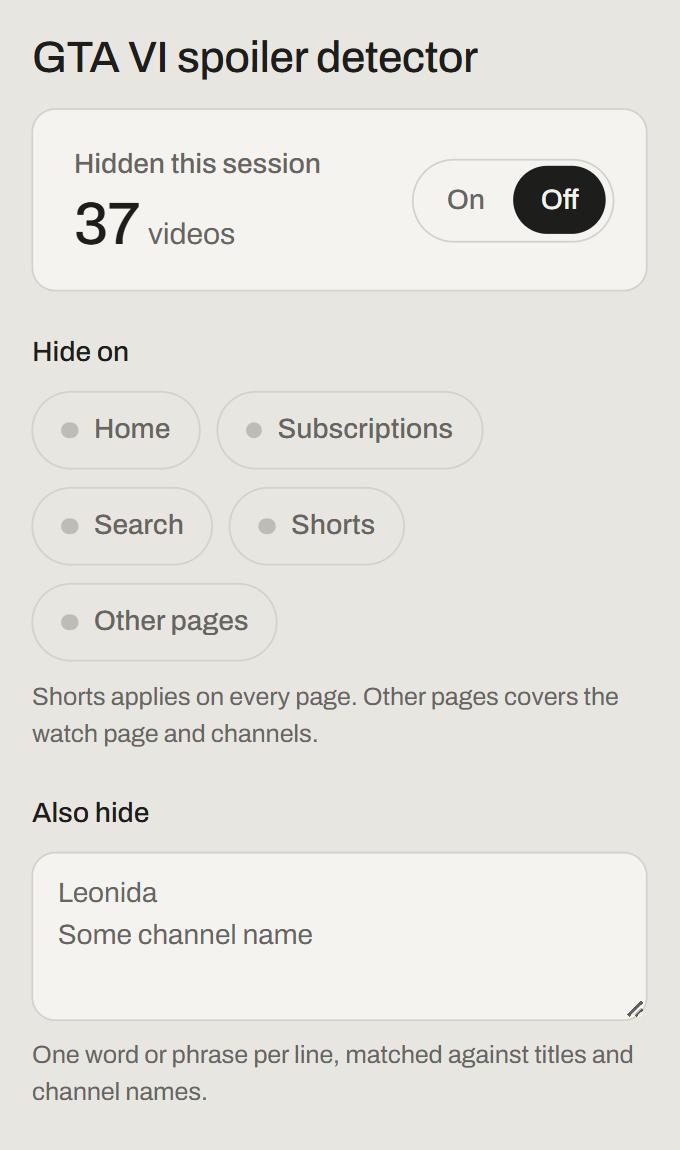 GTA VI spoiler detector
Hidden this session
37 videos
On Off
Hide on
Home Subscriptions
Search Shorts
Other pages
Shorts applies on every page. Other pages covers the
watch page and channels.
Also hide
Leonida
Some channel name
One word or phrase per line, matched against titles and
channel names.